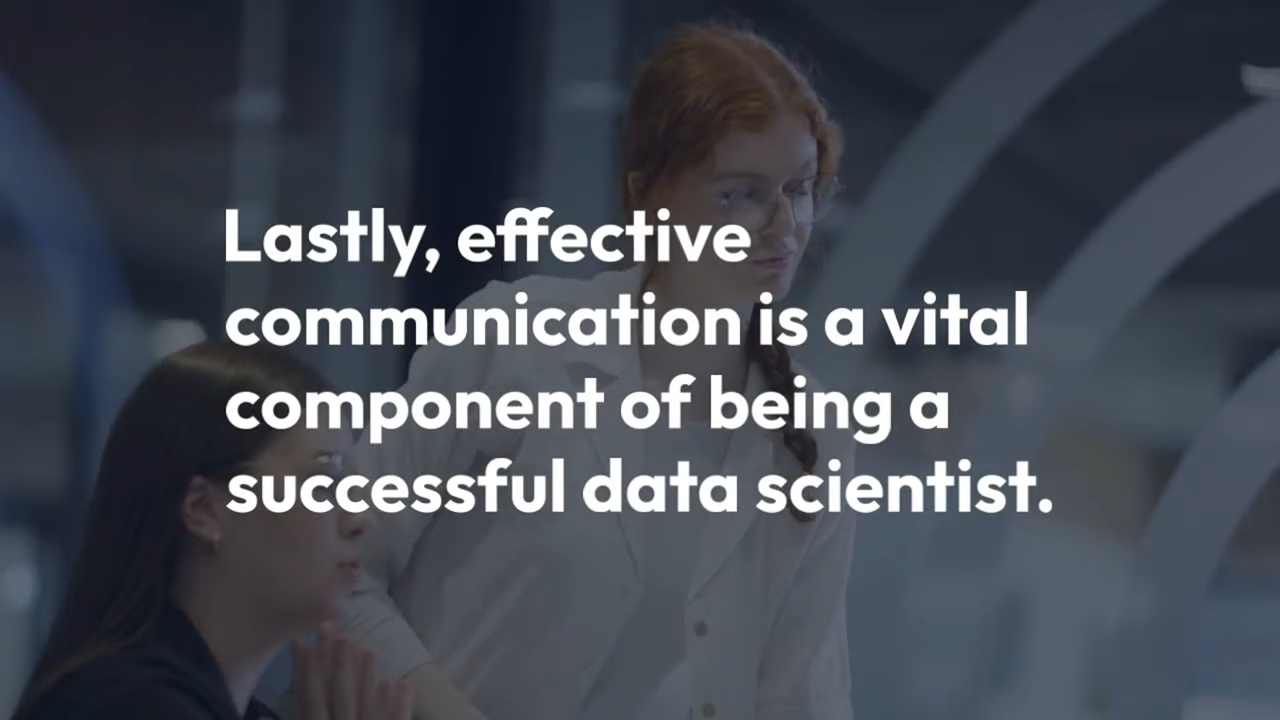 Lastly, effective
communication is a vital
component of being a
successful data scientist.